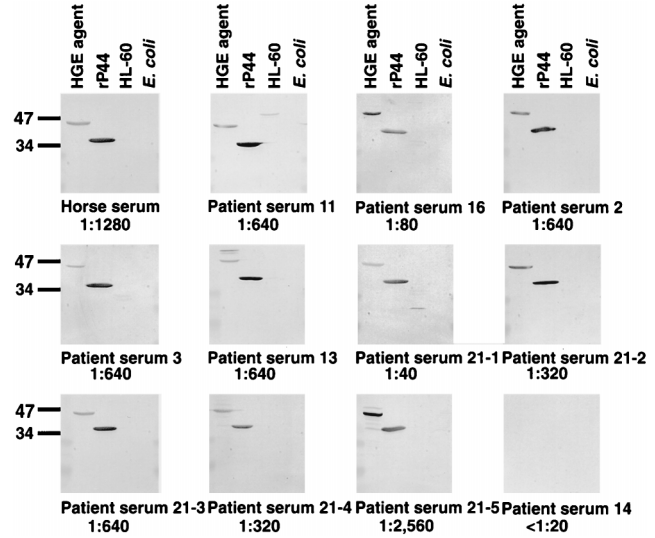 HGE agent rP44 HL-60 E. coli HGE agent rP44 HL-60 E. coli HGE agent rP44 HL-60 E. coli HGE agent rP44 HL-60 E. coli
47
34
Horse serum Patient serum 11 Patient serum 16 Patient serum 2
1:1280 1:640 1:80 1:640
47
34
Patient serum 3 Patient serum 13 Patient serum 21-1 Patient serum 21-2
1:640 1:640 1:40 1:320
47
34
Patient serum 21-3 Patient serum 21-4 Patient serum 21-5 Patient serum 14
1:640 1:320 1:2,560 <1:20